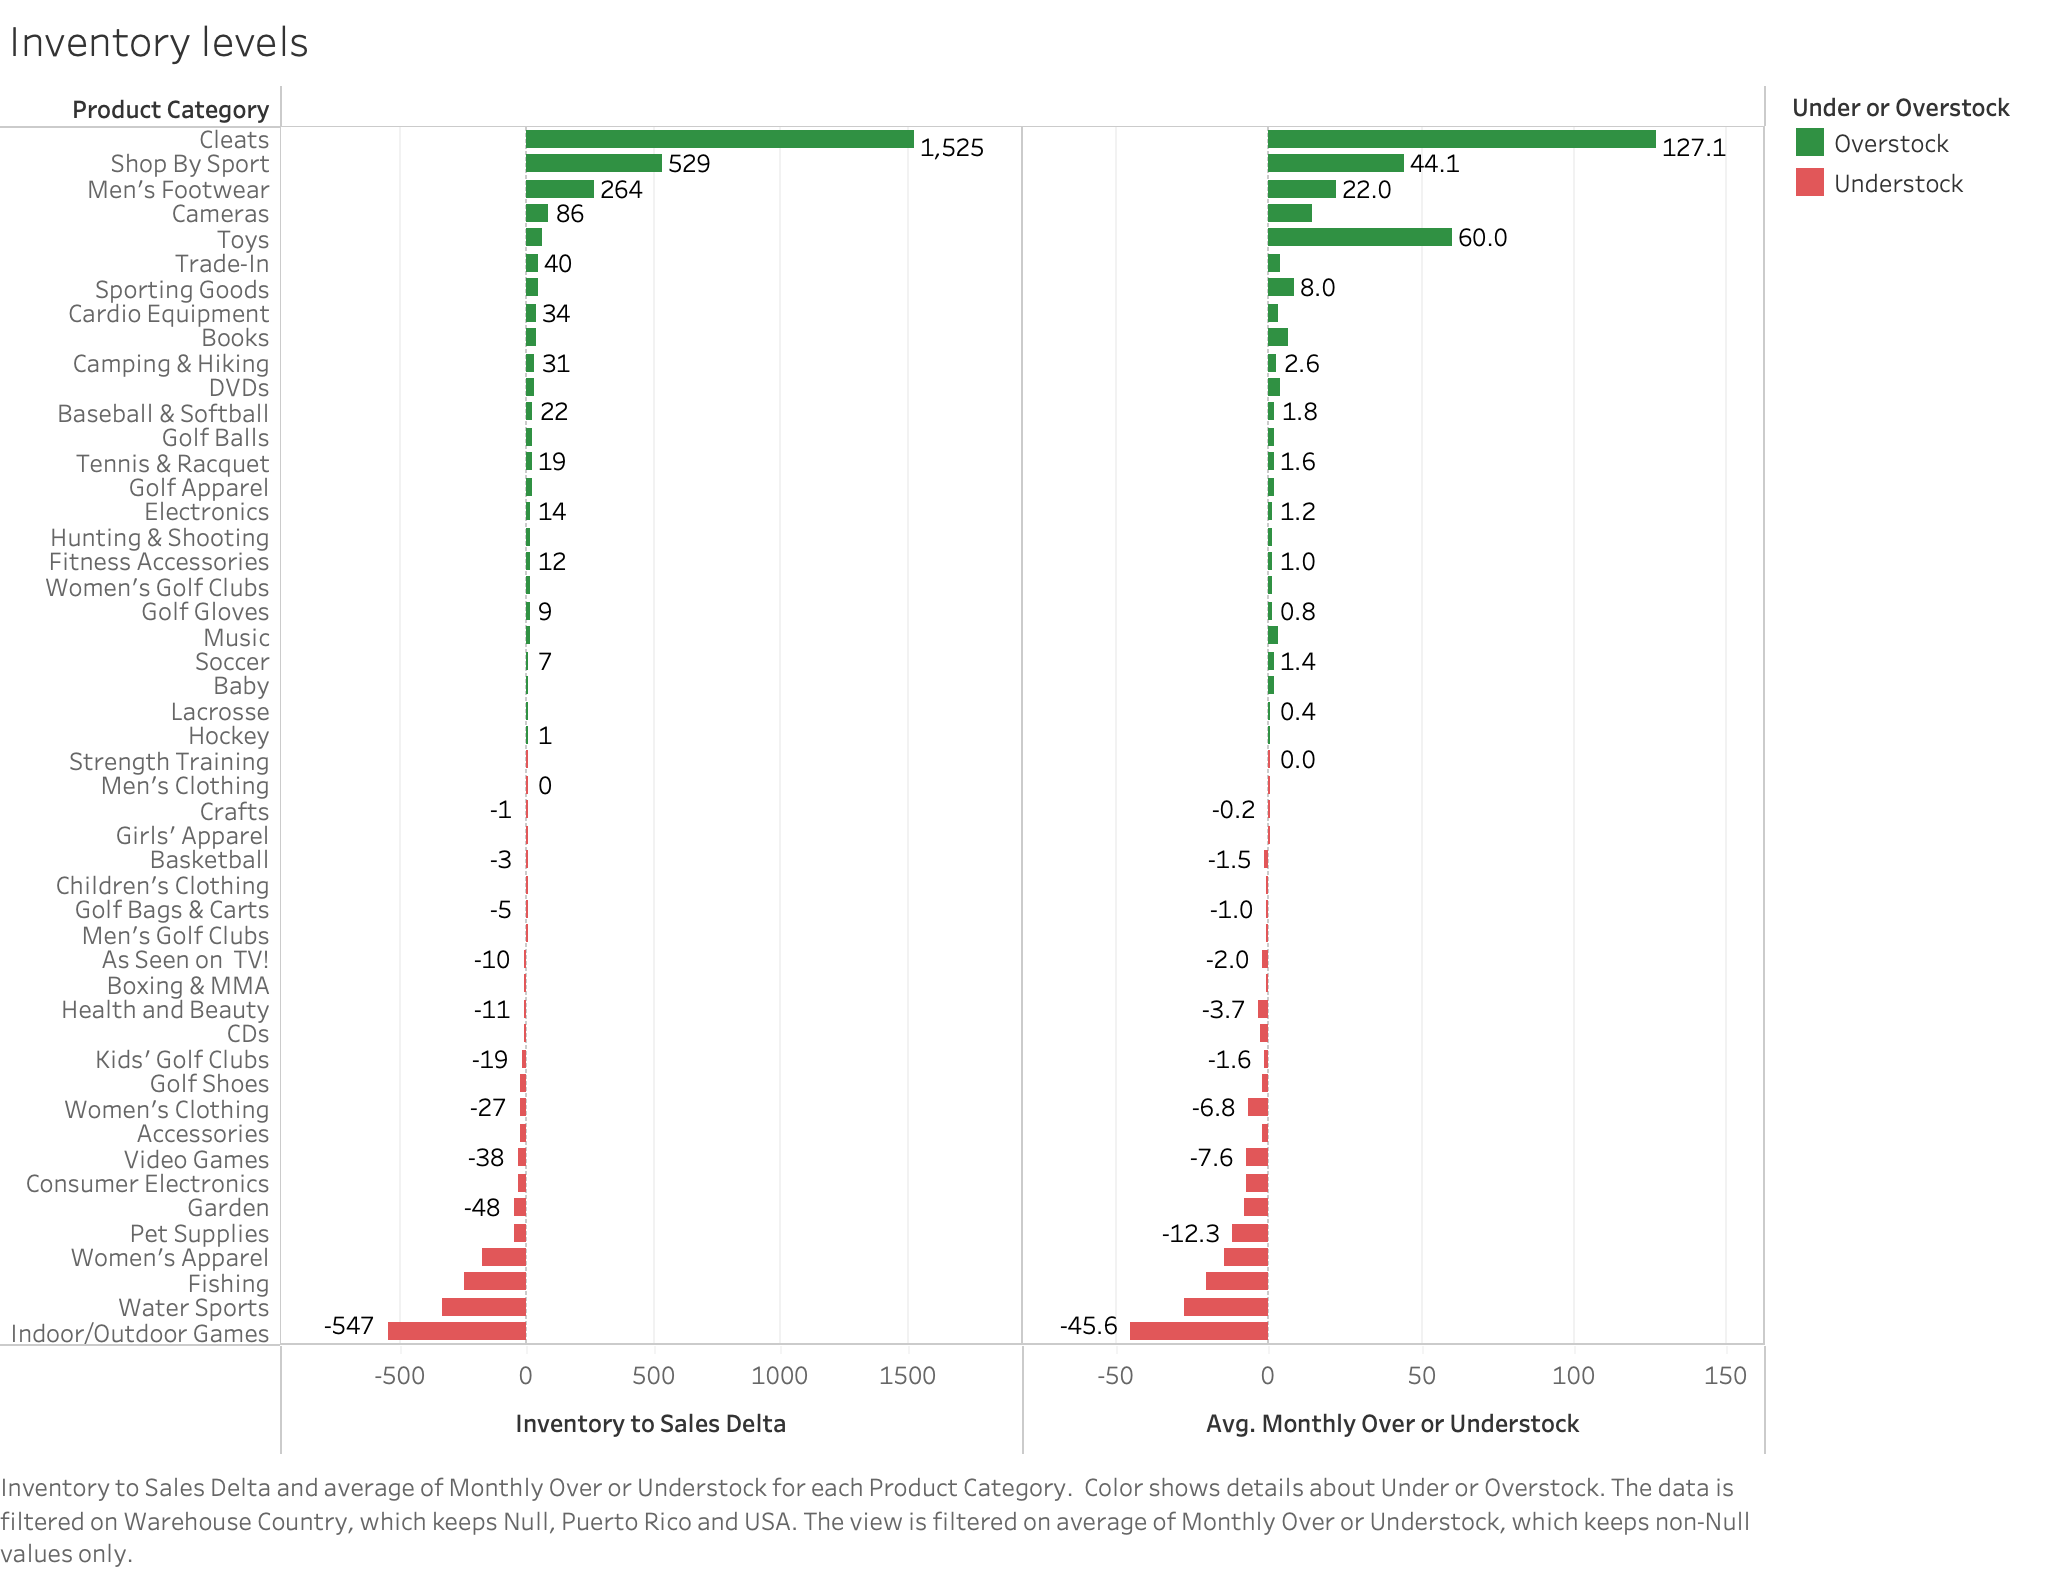 Inventory levels
Product Category
Under or Overstock
Overstock
Understock
Cleats 1,525 127.1
Shop By Sport 529 44.1
Men’s Footwear 264 22.0
Cameras 86
Toys 60.0
Trade-In 40
Sporting Goods 8.0
Cardio Equipment 34
Books
Camping & Hiking 31 2.6
DVDs
Baseball & Softball 22 1.8
Golf Balls
Tennis & Racquet 19 1.6
Golf Apparel
Electronics 14 1.2
Hunting & Shooting
Fitness Accessories 12 1.0
Women’s Golf Clubs
Golf Gloves 9 0.8
Music
Soccer 7 1.4
Baby
Lacrosse 0.4
Hockey 1
Strength Training 0.0
Men’s Clothing 0
Crafts -1 -0.2
Girls’ Apparel
Basketball -3 -1.5
Children’s Clothing
Golf Bags & Carts -5 -1.0
Men’s Golf Clubs
As Seen on  TV! -10 -2.0
Boxing & MMA
Health and Beauty -11 -3.7
CDs
Kids’ Golf Clubs -19 -1.6
Golf Shoes
Women’s Clothing -27 -6.8
Accessories
Video Games -38 -7.6
Consumer Electronics
Garden -48
Pet Supplies -12.3
Women’s Apparel
Fishing
Water Sports
Indoor/Outdoor Games -547 -45.6
-500 0 500 1000 1500 -50 0 50 100 150
Inventory to Sales Delta Avg. Monthly Over or Understock
Inventory to Sales Delta and average of Monthly Over or Understock for each Product Category.  Color shows details about Under or Overstock. The data is
filtered on Warehouse Country, which keeps Null, Puerto Rico and USA. The view is filtered on average of Monthly Over or Understock, which keeps non-Null
values only.